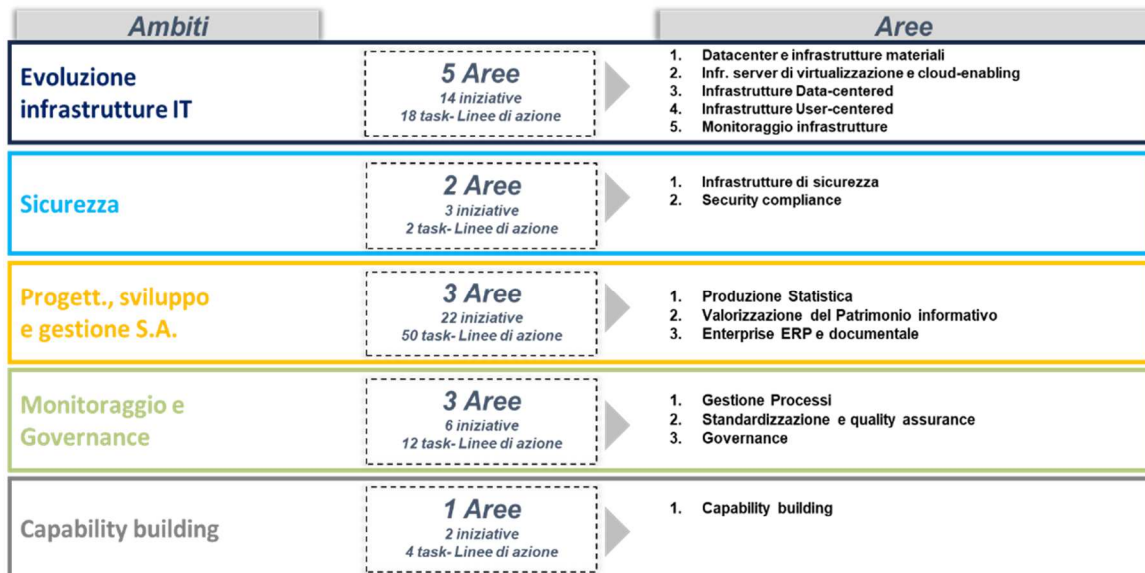 Ambiti
Aree
Evoluzione
infrastrutture IT
5 Aree
14 iniziative
18 task- Linee di azione
1. Datacenter e infrastrutture materiali
2. Infr. server di virtualizzazione e cloud-enabling
3. Infrastrutture Data-centered
4. Infrastrutture User-centered
5. Monitoraggio infrastrutture
Sicurezza
2 Aree
3 iniziative
2 task- Linee di azione
1. Infrastrutture di sicurezza
2. Security compliance
Progett., sviluppo
e gestione S.A.
3 Aree
22 iniziative
50 task- Linee di azione
1. Produzione Statistica
2. Valorizzazione del Patrimonio informativo
3. Enterprise ERP e documentale
Monitoraggio e
Governance
3 Aree
6 iniziative
12 task- Linee di azione
1. Gestione Processi
2. Standardizzazione e quality assurance
3. Governance
Capability building
1 Aree
2 iniziative
4 task- Linee di azione
1. Capability building